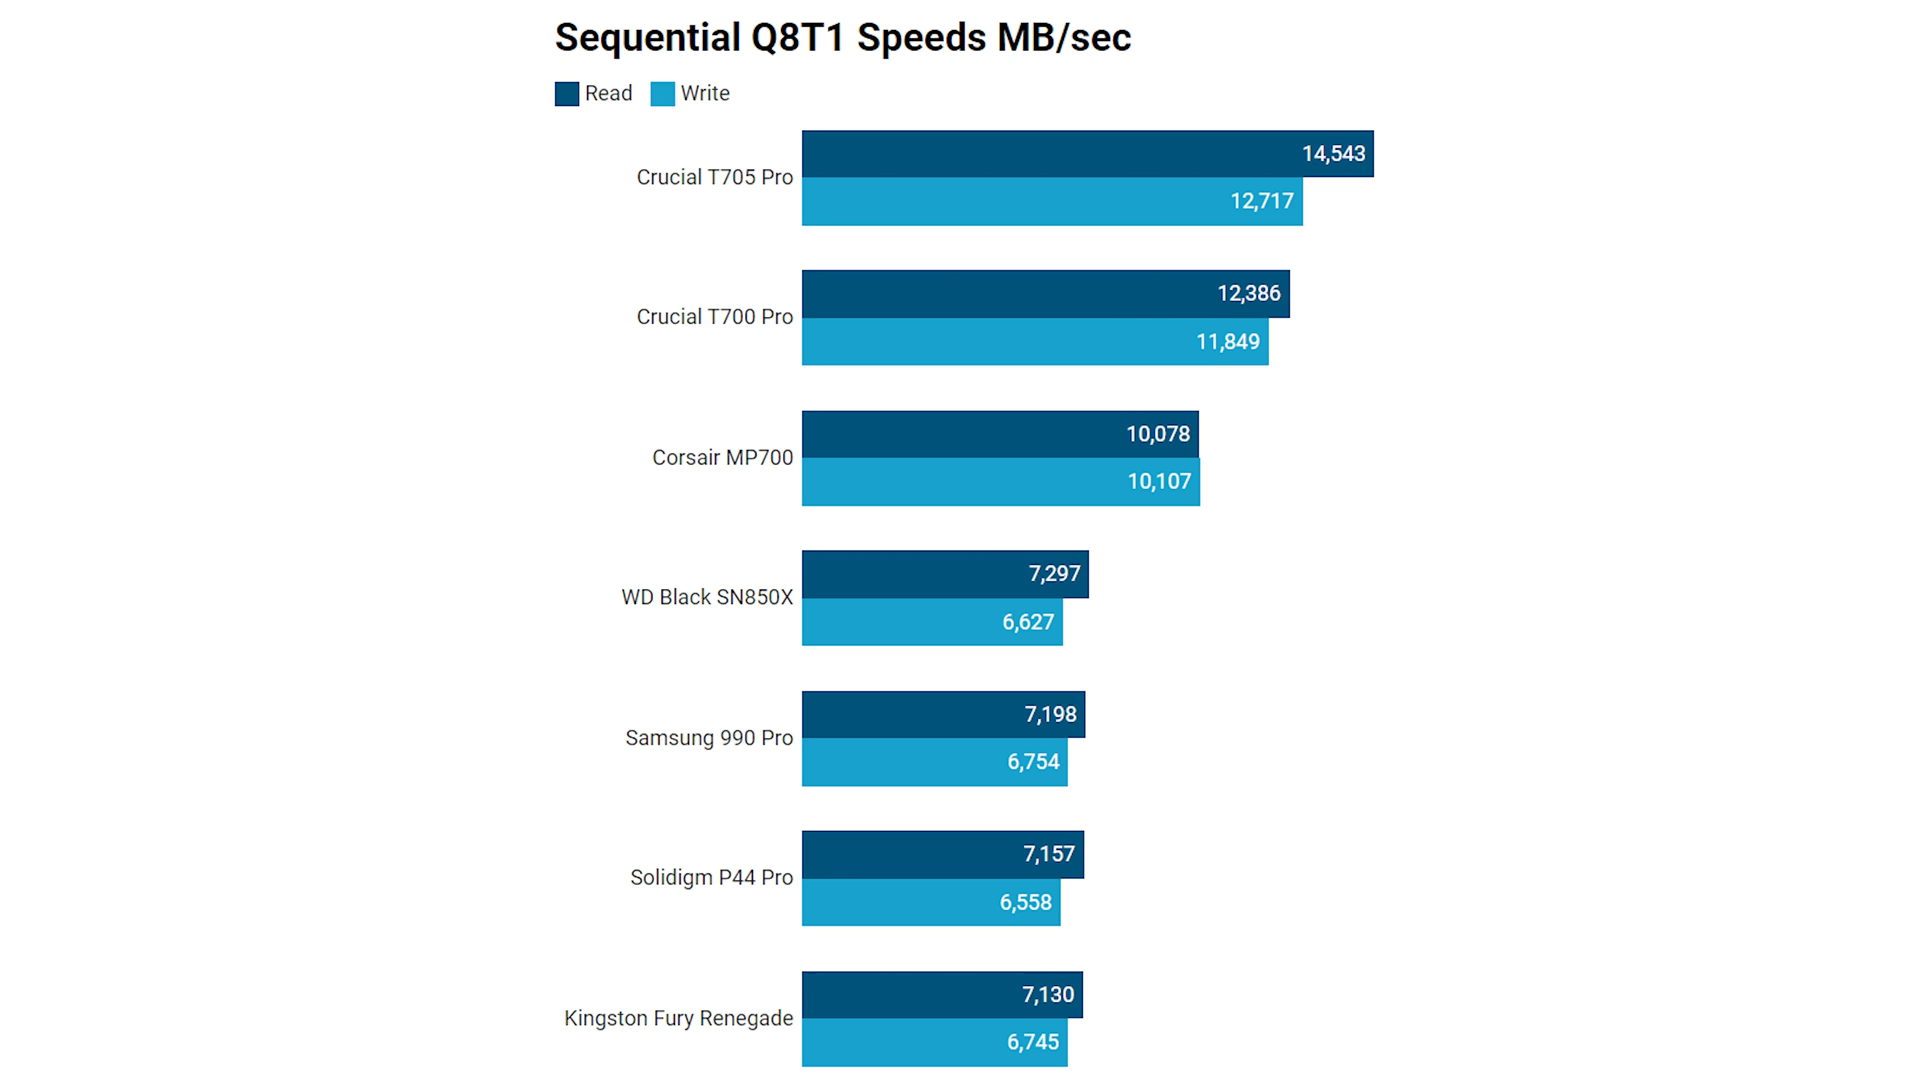 Sequential Q8T1 Speeds MB/sec
Read Write
Crucial T705 Pro
14,543
12,717
Crucial T700 Pro
12,386
11,849
Corsair MP700
10,078
10,107
WD Black SN850X
7,297
6,627
Samsung 990 Pro
7,198
6,754
Solidigm P44 Pro
7,157
6,558
Kingston Fury Renegade
7,130
6,745